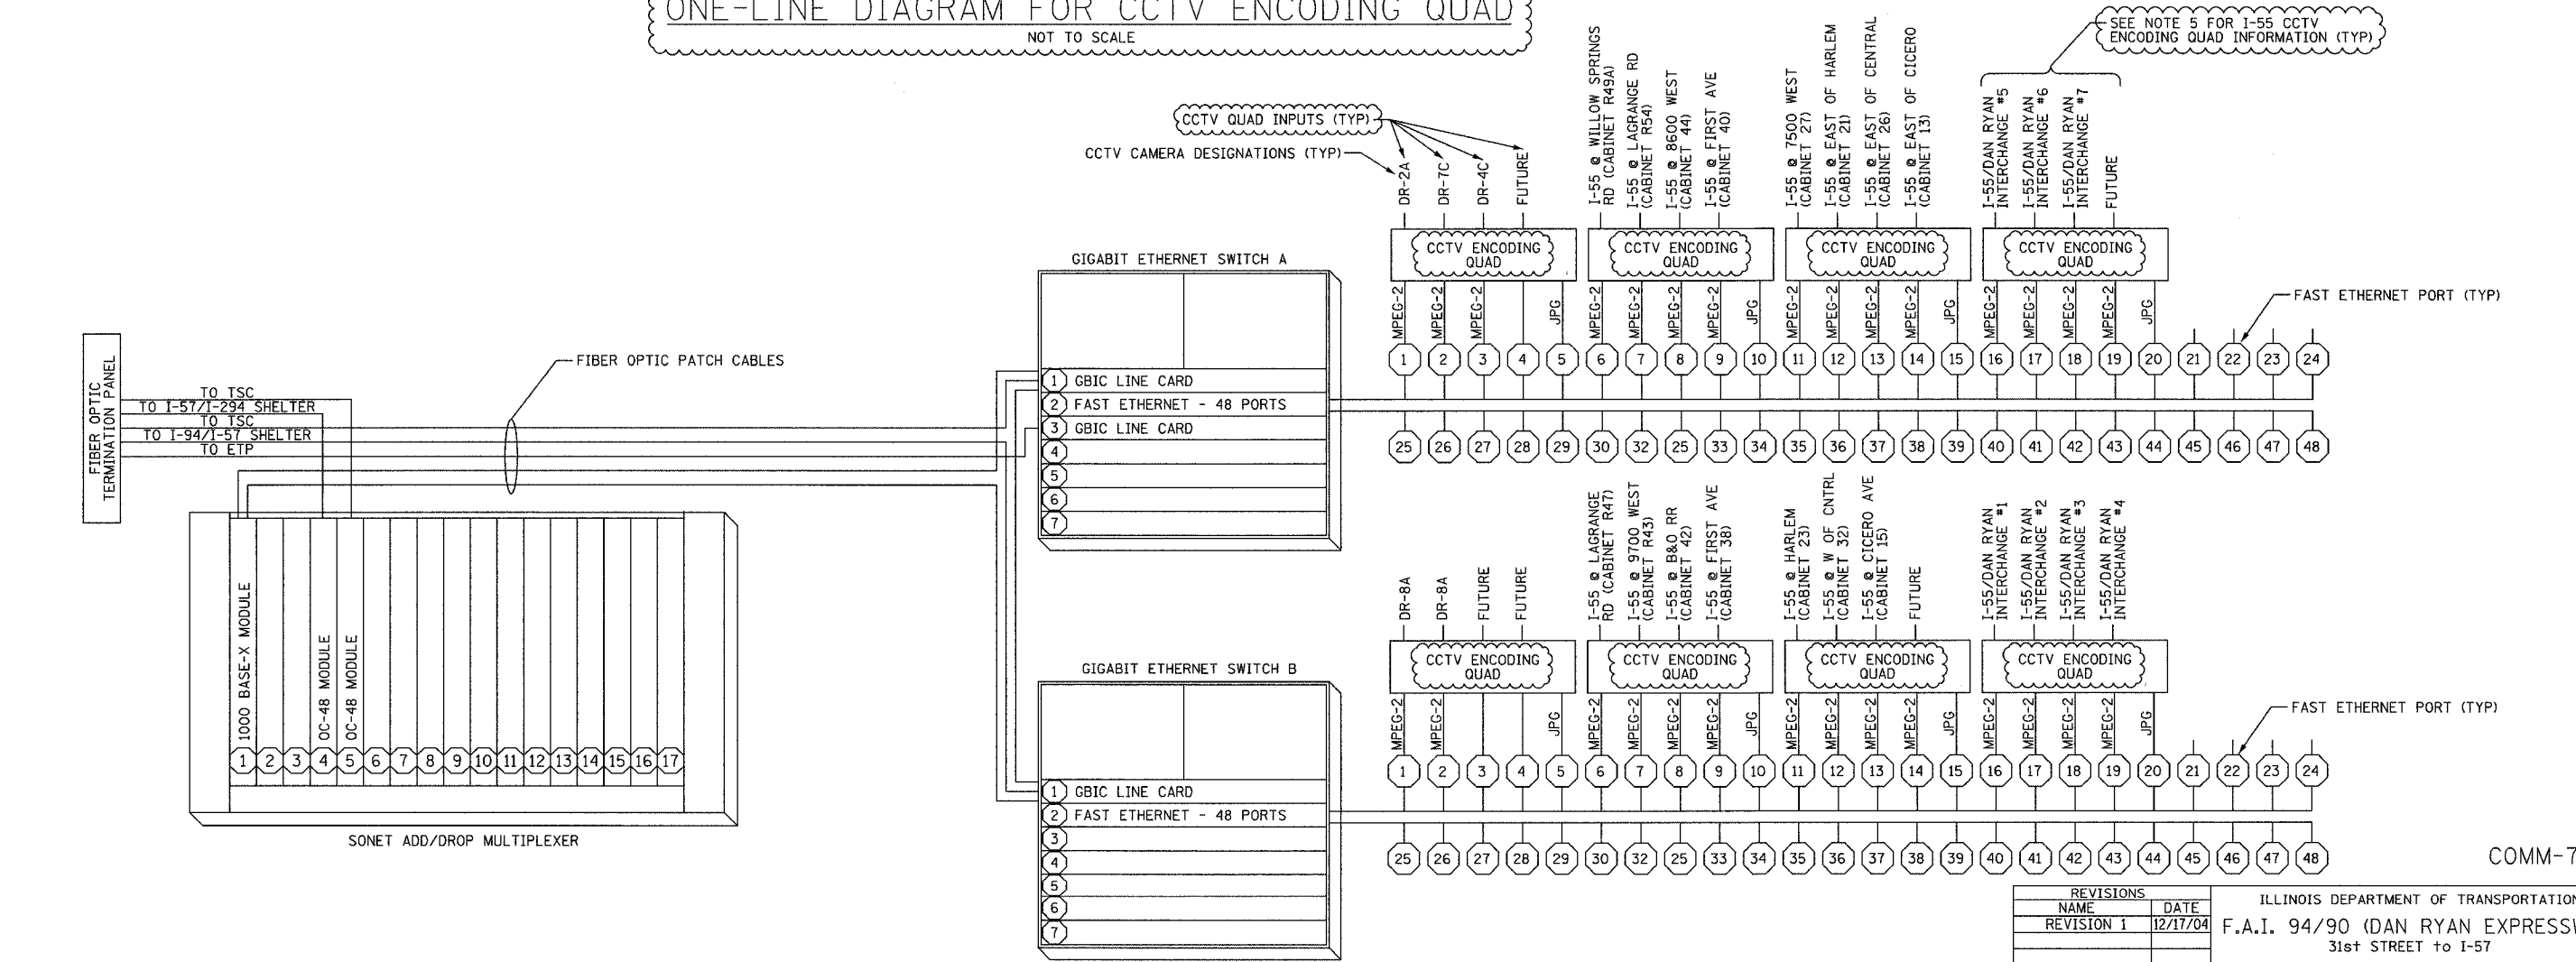 ONE-LINE DIAGRAM FOR CCTV ENCODING QUAD
NOT TO SCALE
SEE NOTE 5 FOR I-55 CCTV
ENCODING QUAD INFORMATION (TYP)
CCTV QUAD INPUTS (TYP)
CCTV CAMERA DESIGNATIONS (TYP)
DR-2A
DR-7C
DR-4C
FUTURE
I-55 @ WILLOW SPRINGS
RD (CABINET R49A)
I-55 @ LAGRANGE RD
(CABINET R54)
I-55 @ 8600 WEST
(CABINET 44)
I-55 @ FIRST AVE
(CABINET 40)
I-55 @ 7500 WEST
(CABINET 27)
I-55 @ EAST OF HARLEM
(CABINET 21)
I-55 @ EAST OF CENTRAL
(CABINET 26)
I-55 @ EAST OF CICERO
(CABINET 13)
I-55/DAN RYAN
INTERCHANGE #5
I-55/DAN RYAN
INTERCHANGE #6
I-55/DAN RYAN
INTERCHANGE #7
FUTURE
CCTV ENCODING
QUAD
CCTV ENCODING
QUAD
CCTV ENCODING
QUAD
CCTV ENCODING
QUAD
MPEG-2 MPEG-2 MPEG-2 JPG MPEG-2 MPEG-2 MPEG-2 MPEG-2 JPG MPEG-2 MPEG-2 MPEG-2 MPEG-2 JPG MPEG-2 MPEG-2 MPEG-2 MPEG-2 JPG
FAST ETHERNET PORT (TYP)
1 2 3 4 5 6 7 8 9 10 11 12 13 14 15 16 17 18 19 20 21 22 23 24
25 26 27 28 29 30 32 25 33 34 35 36 37 38 39 40 41 42 43 44 45 46 47 48
GIGABIT ETHERNET SWITCH A
1 GBIC LINE CARD
2 FAST ETHERNET - 48 PORTS
3 GBIC LINE CARD
4
5
6
7
FIBER OPTIC
TERMINATION PANEL
FIBER OPTIC PATCH CABLES
TO TSC
TO I-57/I-294 SHELTER
TO TSC
TO I-94/I-57 SHELTER
TO ETP
1000 BASE-X MODULE
OC-48 MODULE
OC-48 MODULE
1 2 3 4 5 6 7 8 9 10 11 12 13 14 15 16 17
SONET ADD/DROP MULTIPLEXER
DR-8A
DR-8A
FUTURE
FUTURE
I-55 @ LAGRANGE
RD (CABINET R47)
I-55 @ 9700 WEST
(CABINET R43)
I-55 @ B&O RR
(CABINET 42)
I-55 @ FIRST AVE
(CABINET 38)
I-55 @ HARLEM
(CABINET 23)
I-55 @ W OF CNTRL
(CABINET 32)
I-55 @ CICERO AVE
(CABINET 15)
FUTURE
I-55/DAN RYAN
INTERCHANGE #1
I-55/DAN RYAN
INTERCHANGE #2
I-55/DAN RYAN
INTERCHANGE #3
I-55/DAN RYAN
INTERCHANGE #4
CCTV ENCODING
QUAD
CCTV ENCODING
QUAD
CCTV ENCODING
QUAD
CCTV ENCODING
QUAD
MPEG-2 MPEG-2 JPG MPEG-2 MPEG-2 MPEG-2 MPEG-2 JPG MPEG-2 MPEG-2 MPEG-2 MPEG-2 JPG MPEG-2 MPEG-2 MPEG-2 MPEG-2 JPG
FAST ETHERNET PORT (TYP)
1 2 3 4 5 6 7 8 9 10 11 12 13 14 15 16 17 18 19 20 21 22 23 24
25 26 27 28 29 30 32 25 33 34 35 36 37 38 39 40 41 42 43 44 45 46 47 48
GIGABIT ETHERNET SWITCH B
1 GBIC LINE CARD
2 FAST ETHERNET - 48 PORTS
3
4
5
6
7
COMM-7
REVISIONS
NAME DATE
REVISION 1 12/17/04
ILLINOIS DEPARTMENT OF TRANSPORTATION
F.A.I. 94/90 (DAN RYAN EXPRESSW
31st STREET to I-57